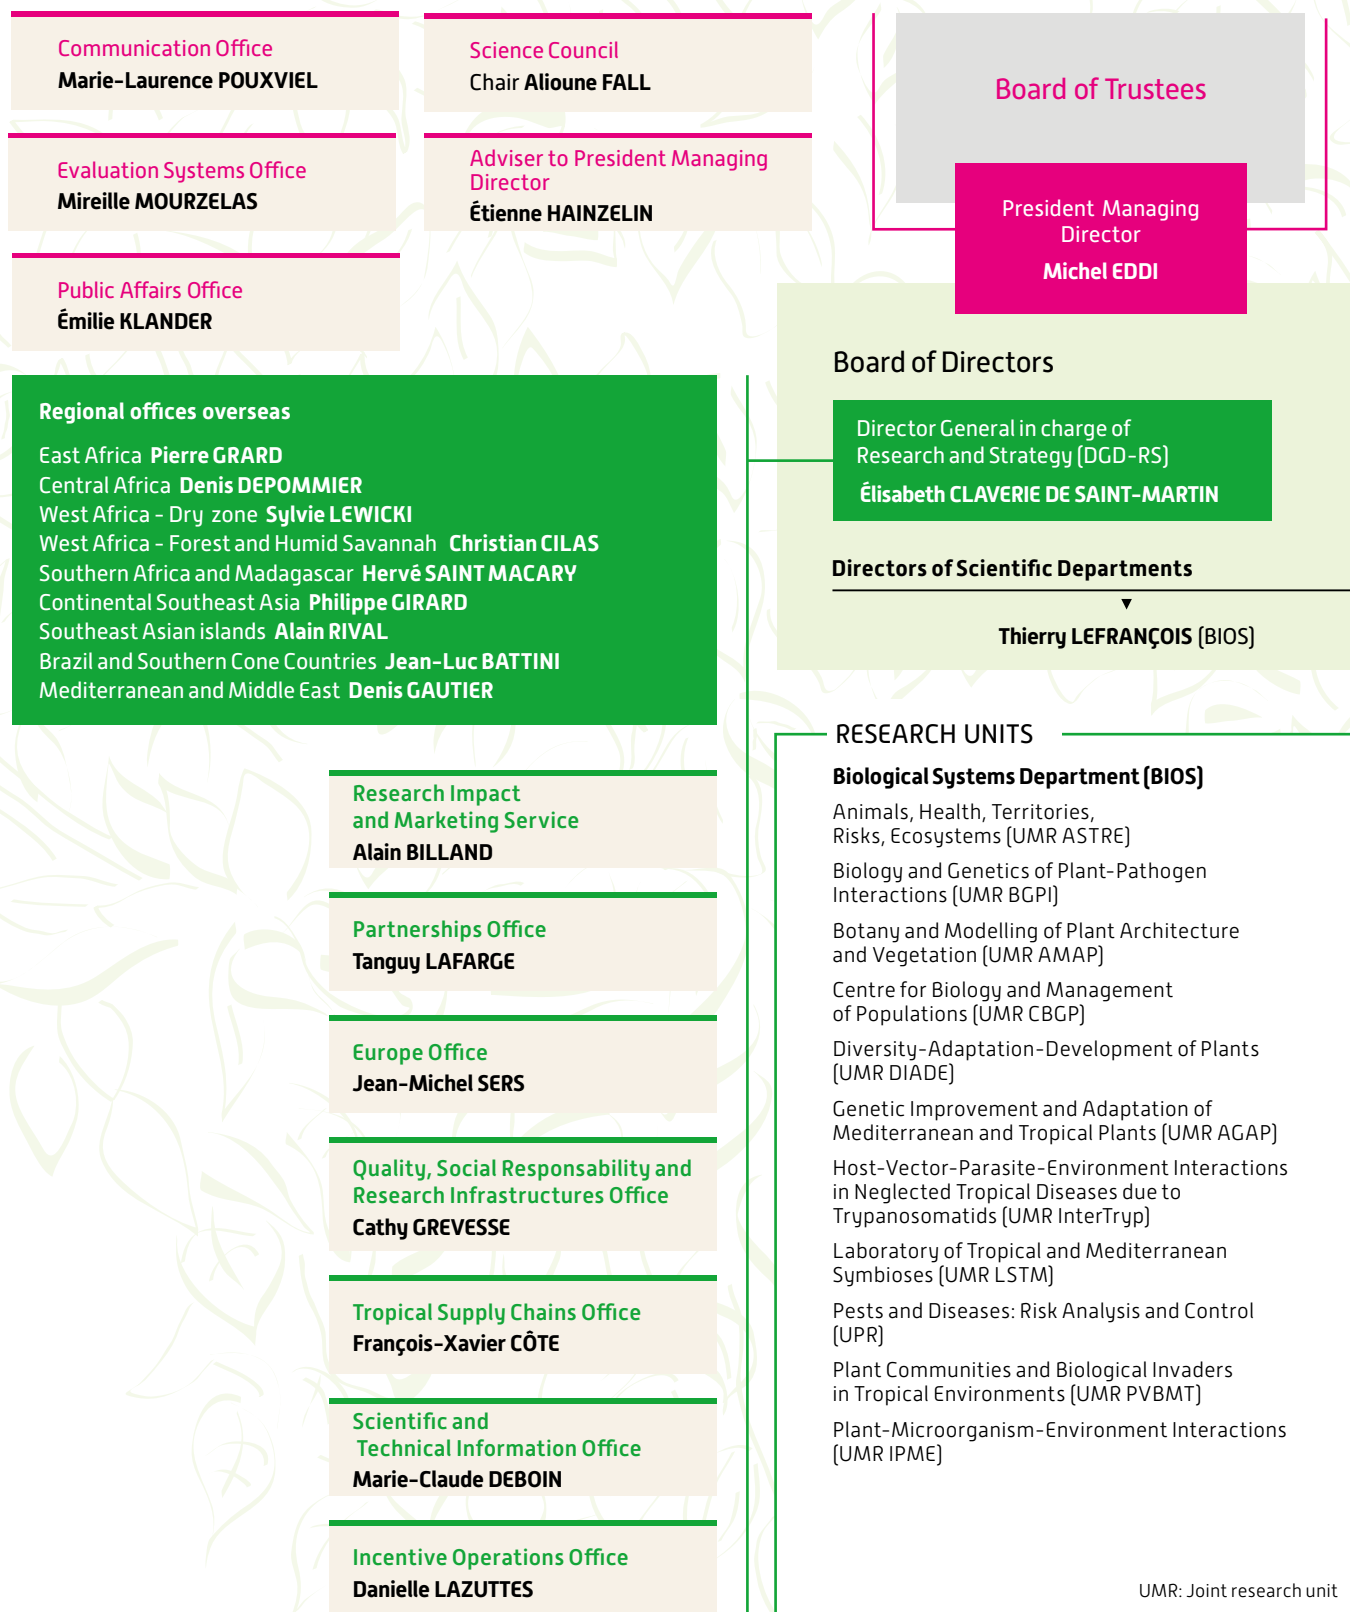 Communication Office
Marie-Laurence POUXVIEL
Science Council
Chair Alioune FALL
Evaluation Systems Office
Mireille MOURZELAS
Adviser to President Managing
Director
Étienne HAINZELIN
Public Affairs Office
Émilie KLANDER
Board of Trustees
President Managing
Director
Michel EDDI
Board of Directors
Director General in charge of
Research and Strategy (DGD-RS)
Élisabeth CLAVERIE DE SAINT-MARTIN
Directors of Scientific Departments
Thierry LEFRANÇOIS (BIOS)
Regional offices overseas
East Africa Pierre GRARD
Central Africa Denis DEPOMMIER
West Africa - Dry zone Sylvie LEWICKI
West Africa - Forest and Humid Savannah Christian CILAS
Southern Africa and Madagascar Hervé SAINT MACARY
Continental Southeast Asia Philippe GIRARD
Southeast Asian islands Alain RIVAL
Brazil and Southern Cone Countries Jean-Luc BATTINI
Mediterranean and Middle East Denis GAUTIER
Research Impact
and Marketing Service
Alain BILLAND
Partnerships Office
Tanguy LAFARGE
Europe Office
Jean-Michel SERS
Quality, Social Responsability and
Research Infrastructures Office
Cathy GREVESSE
Tropical Supply Chains Office
François-Xavier CÔTE
Scientific and
Technical Information Office
Marie-Claude DEBOIN
Incentive Operations Office
Danielle LAZUTTES
RESEARCH UNITS
Biological Systems Department (BIOS)
Animals, Health, Territories,
Risks, Ecosystems (UMR ASTRE)
Biology and Genetics of Plant-Pathogen
Interactions (UMR BGPI)
Botany and Modelling of Plant Architecture
and Vegetation (UMR AMAP)
Centre for Biology and Management
of Populations (UMR CBGP)
Diversity-Adaptation-Development of Plants
(UMR DIADE)
Genetic Improvement and Adaptation of
Mediterranean and Tropical Plants (UMR AGAP)
Host-Vector-Parasite-Environment Interactions
in Neglected Tropical Diseases due to
Trypanosomatids (UMR InterTryp)
Laboratory of Tropical and Mediterranean
Symbioses (UMR LSTM)
Pests and Diseases: Risk Analysis and Control
(UPR)
Plant Communities and Biological Invaders
in Tropical Environments (UMR PVBMT)
Plant-Microorganism-Environment Interactions
(UMR IPME)
UMR: Joint research unit